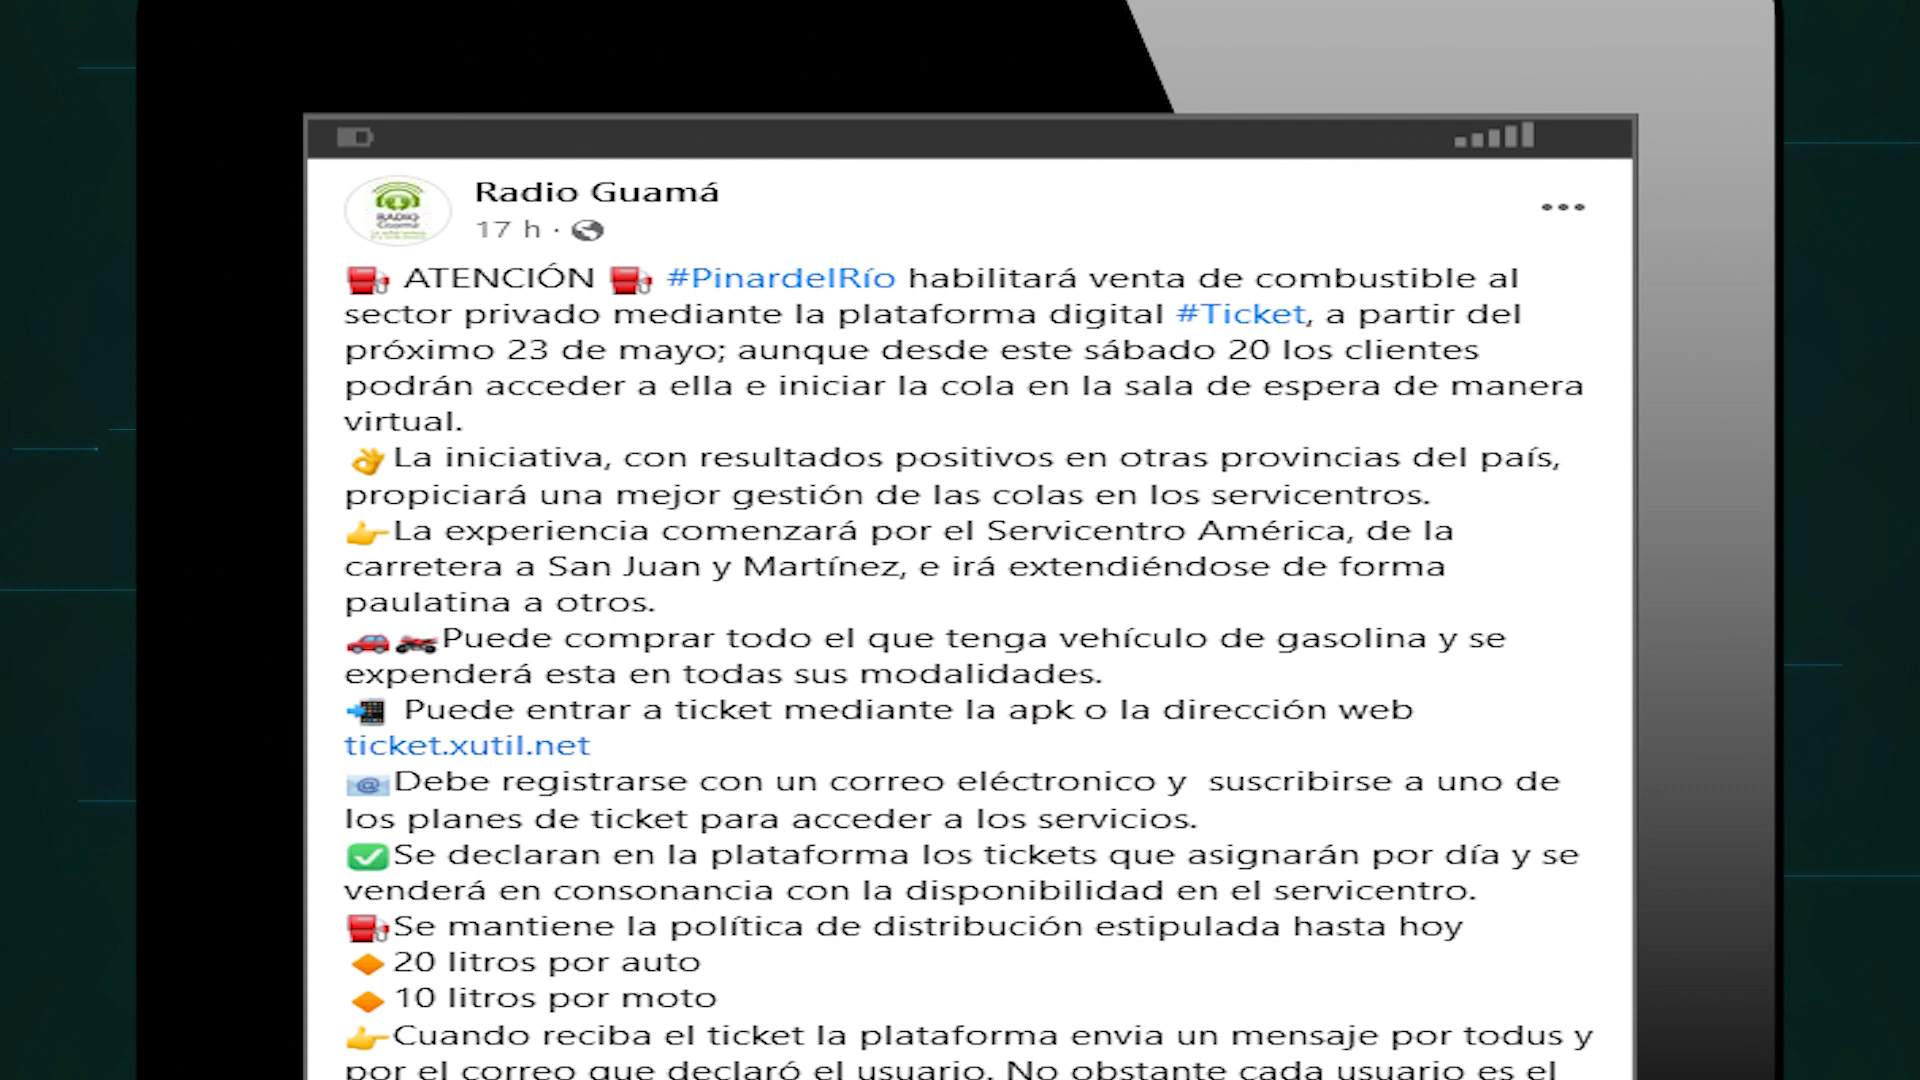 RADIO
Guamá
Radio Guamá
17 h ·
ATENCIÓN #PinardelRío habilitará venta de combustible al
sector privado mediante la plataforma digital #Ticket, a partir del
próximo 23 de mayo; aunque desde este sábado 20 los clientes
podrán acceder a ella e iniciar la cola en la sala de espera de manera
virtual.
La iniciativa, con resultados positivos en otras provincias del país,
propiciará una mejor gestión de las colas en los servicentros.
La experiencia comenzará por el Servicentro América, de la
carretera a San Juan y Martínez, e irá extendiéndose de forma
paulatina a otros.
Puede comprar todo el que tenga vehículo de gasolina y se
expenderá esta en todas sus modalidades.
Puede entrar a ticket mediante la apk o la dirección web
ticket.xutil.net
Debe registrarse con un correo eléctronico y suscribirse a uno de
los planes de ticket para acceder a los servicios.
Se declaran en la plataforma los tickets que asignarán por día y se
venderá en consonancia con la disponibilidad en el servicentro.
Se mantiene la política de distribución estipulada hasta hoy
20 litros por auto
10 litros por moto
Cuando reciba el ticket la plataforma envia un mensaje por todus y
por el correo que declaró el usuario. No obstante cada usuario es el